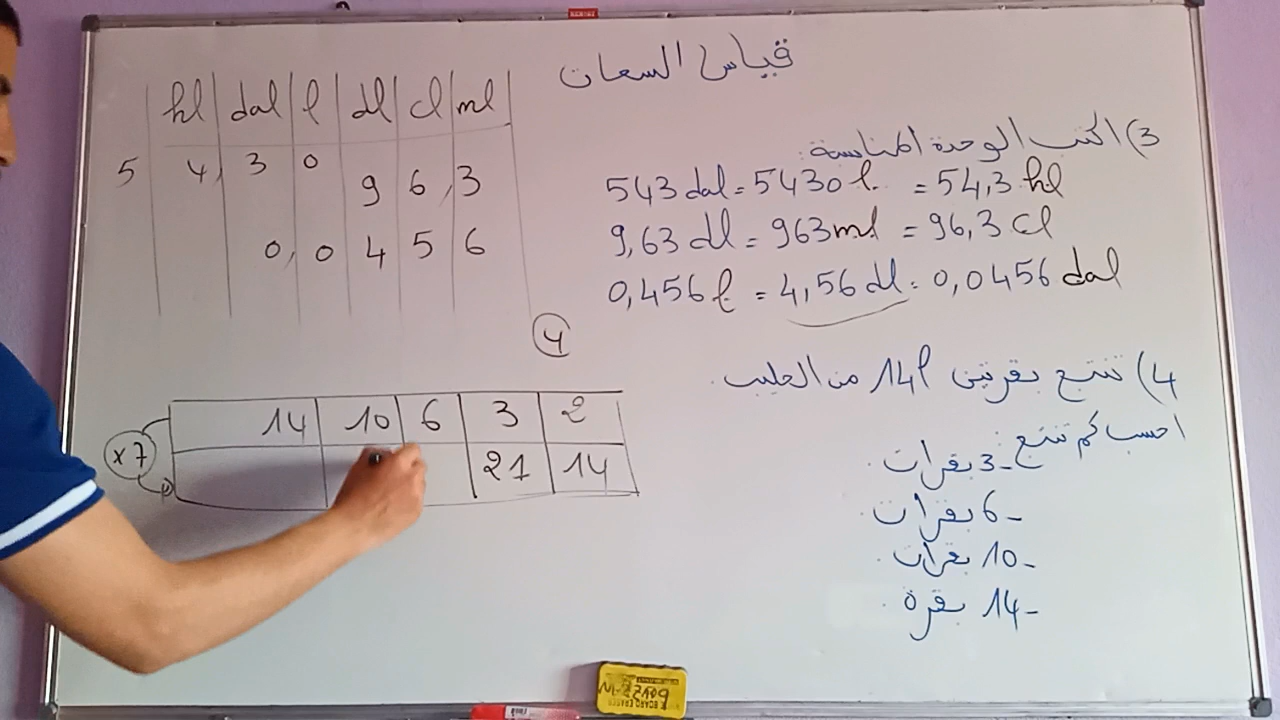 قياس السعات
3) اكتب الوحدة المناسبة:
543 dal = 5430 l = 54,3 hl
9,63 dl = 963 ml = 96,3 cl
0,456 l = 4,56 dl = 0,0456 dal
4) تنتج بقرتين 14l من الحليب.
احسب كم تنتج:
- 3 بقرات.
- 6 بقرات.
- 10 بقرات.
- 14 بقرة.
hl dal l dl cl ml
5 4, 3 0
9 6, 3
0, 0 4 5 6
4
14 10 6 3 2
x7
21 14